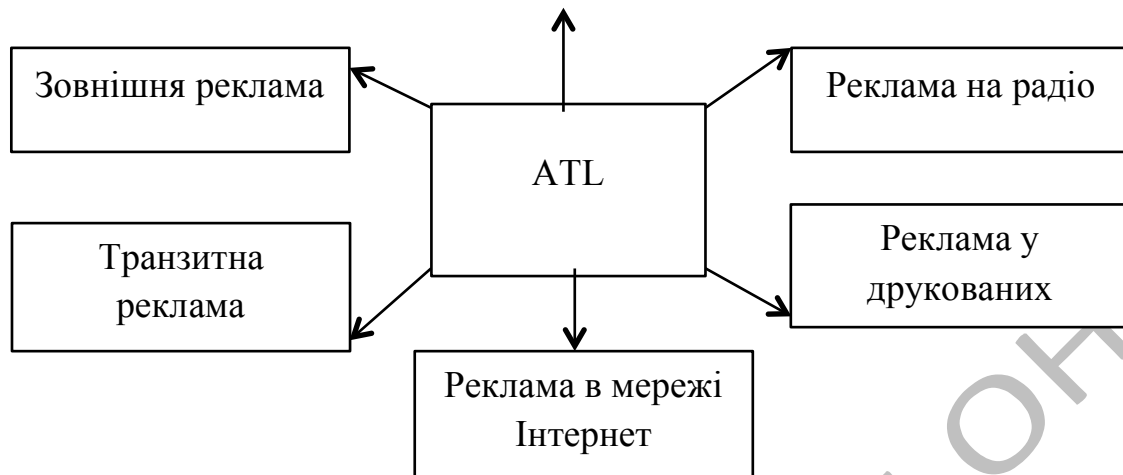 Зовнішня реклама
Реклама на радіо
ATL
Транзитна
реклама
Реклама у
друкованих
Реклама в мережі
Інтернет